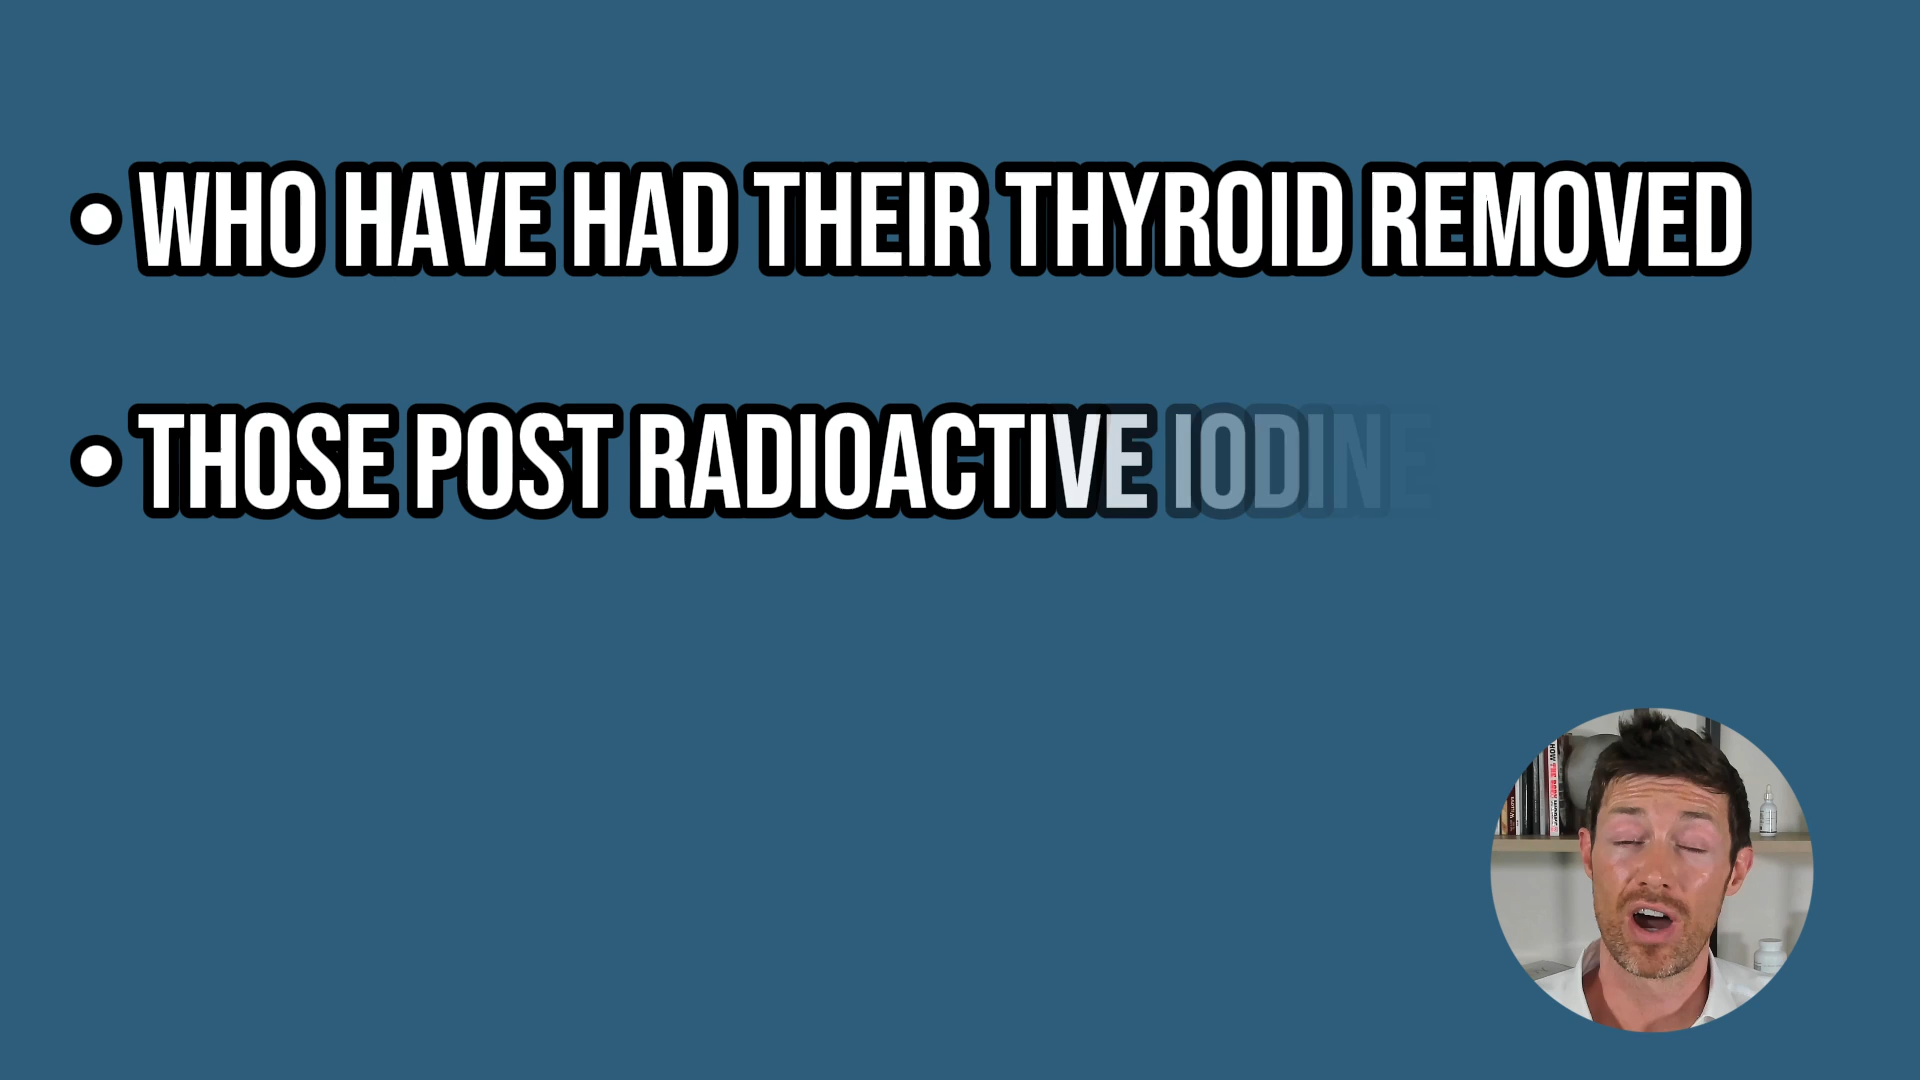 • WHO HAVE HAD THEIR THYROID REMOVED
• THOSE POST RADIOACTIVE IODINE